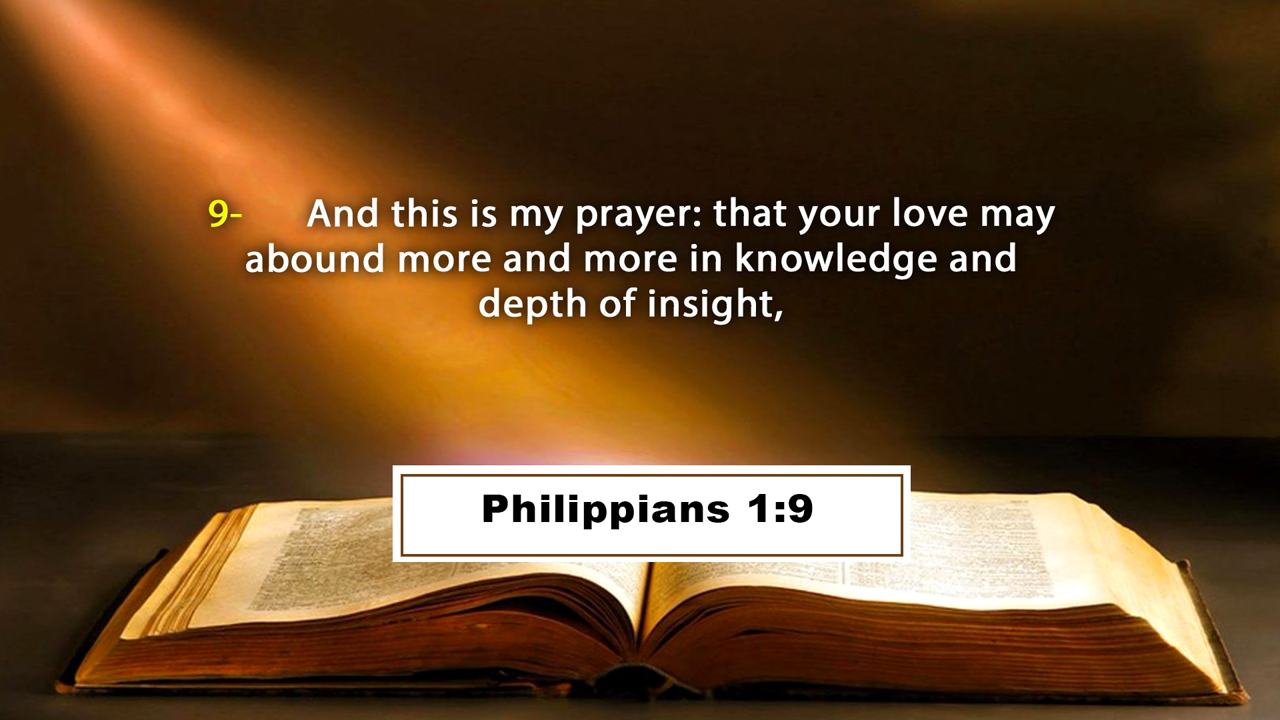 9- And this is my prayer: that your love may
abound more and more in knowledge and
depth of insight,
Philippians 1:9